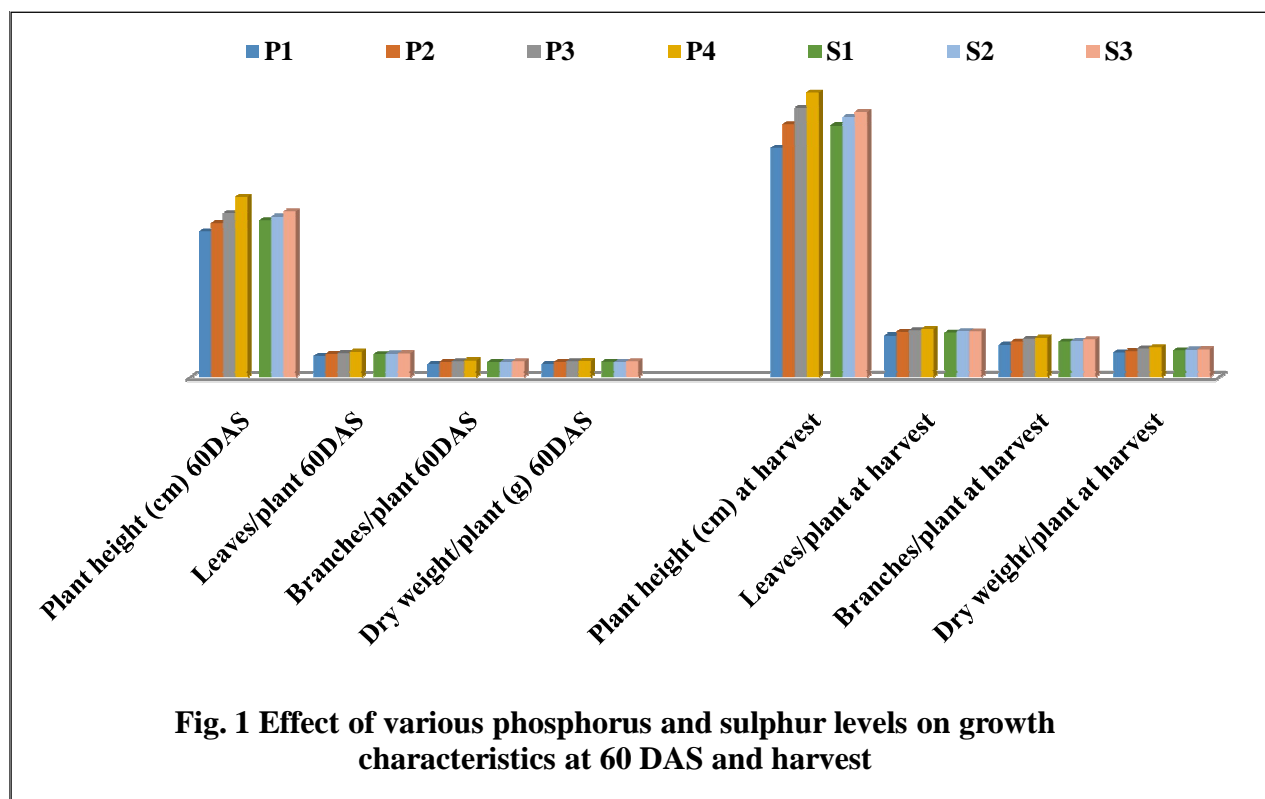 P1 P2 P3 P4 S1 S2 S3
Plant height (cm) 60DAS
Leaves/plant 60DAS
Branches/plant 60DAS
Dry weight/plant (g) 60DAS
Plant height (cm) at harvest
Leaves/plant at harvest
Branches/plant at harvest
Dry weight/plant at harvest
Fig. 1 Effect of various phosphorus and sulphur levels on growth
characteristics at 60 DAS and harvest